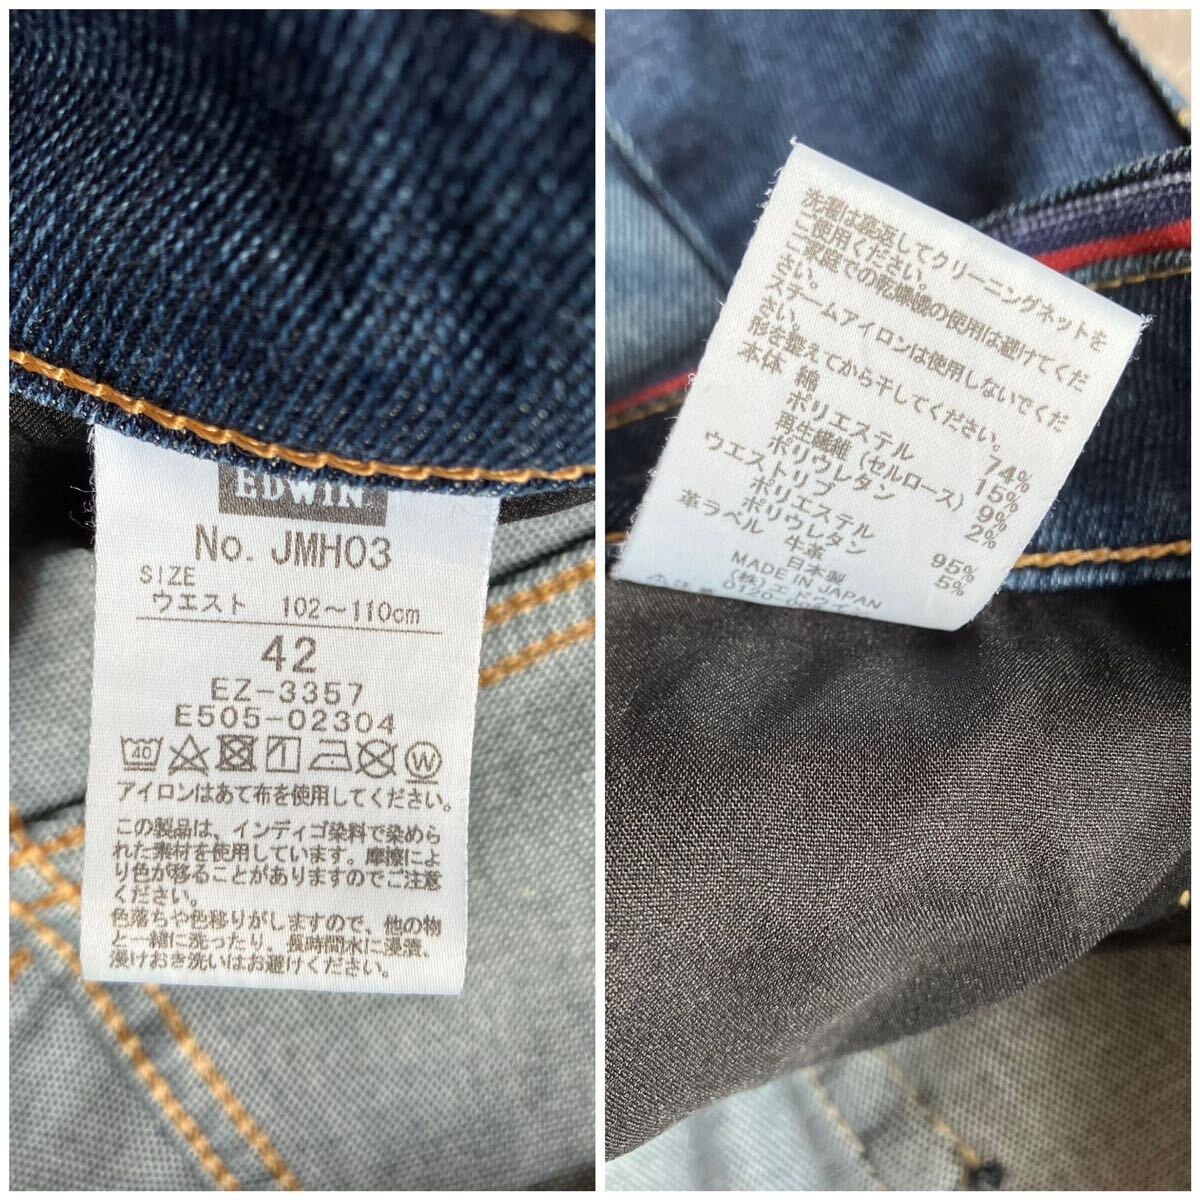 EDWIN
No. JMH03
SIZE
ウエスト 102～110cm
42
EZ-3357
E505-02304
40
W
アイロンはあて布を使用してください。
この製品は、インディゴ染料で染めら
れた素材を使用しています。摩擦によ
り色が移ることがありますのでご注意
ください。
色落ちや色移りがしますので、他の物
と一緒に洗ったり、長時間水に浸漬、
漬けおき洗いはお避けください。
洗濯は裏返してクリーニングネットを
ご使用ください。
ご家庭での乾燥機の使用は避けてくだ
さい。
スチームアイロンは使用しないでくだ
さい。
形を整えてから干してください。
本体 綿 74%
ポリエステル 15%
再生繊維(セルロース) 9%
ポリウレタン 2%
ウエストリブ
ポリエステル 95%
ポリウレタン 5%
革ラベル 牛革
日本製
MADE IN JAPAN
(株)エドウイン
0120